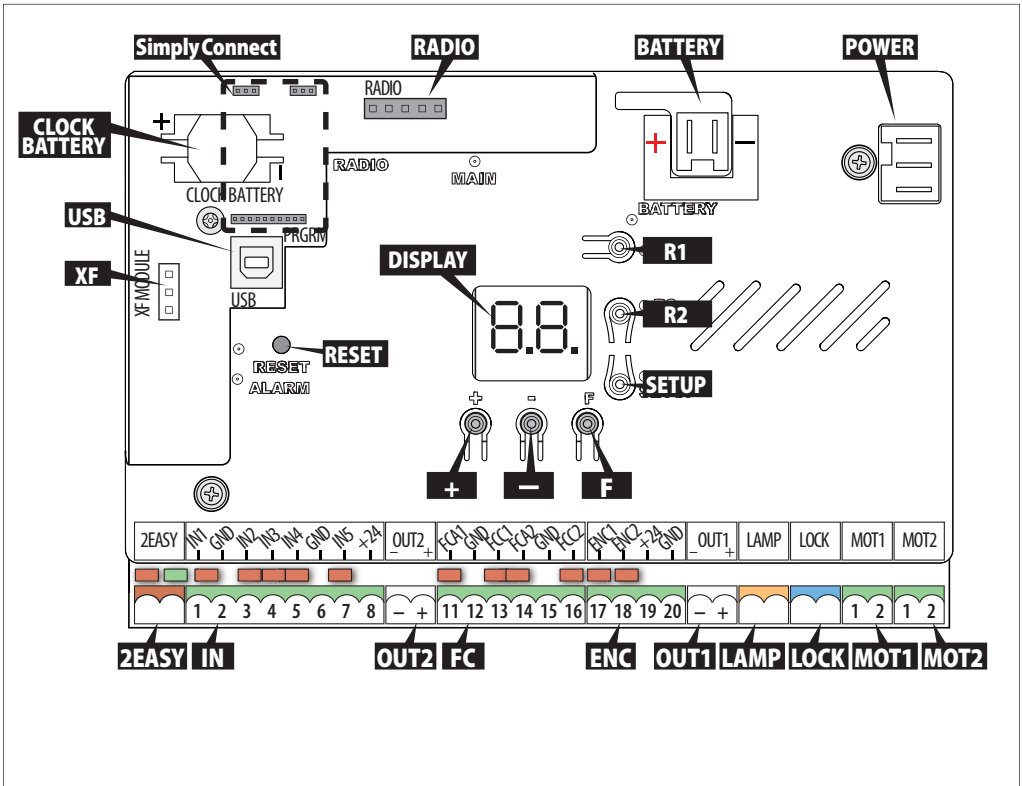 Simply Connect
RADIO
BATTERY
POWER
RADIO
CLOCK
BATTERY
+
+
−
−
RADIO
MAIN
CLOCK BATTERY
BATTERY
USB
PRGRM
R1
DISPLAY
XF
XF MODULE
8.8.
R2
USB
RESET
RESET
ALARM
SETUP
+
-
F
+
−
F
2EASY
IN1
GND
IN2
IN3
IN4
GND
IN5
+24
OUT2
− +
FCA1
GND
FCC1
FCA2
GND
FCC2
ENC1
ENC2
+24
GND
OUT1
− +
LAMP
LOCK
MOT1
MOT2
1 2 3 4 5 6 7 8 − + 11 12 13 14 15 16 17 18 19 20 − + 1 2 1 2
2EASY IN OUT2 FC ENC OUT1 LAMP LOCK MOT1 MOT2